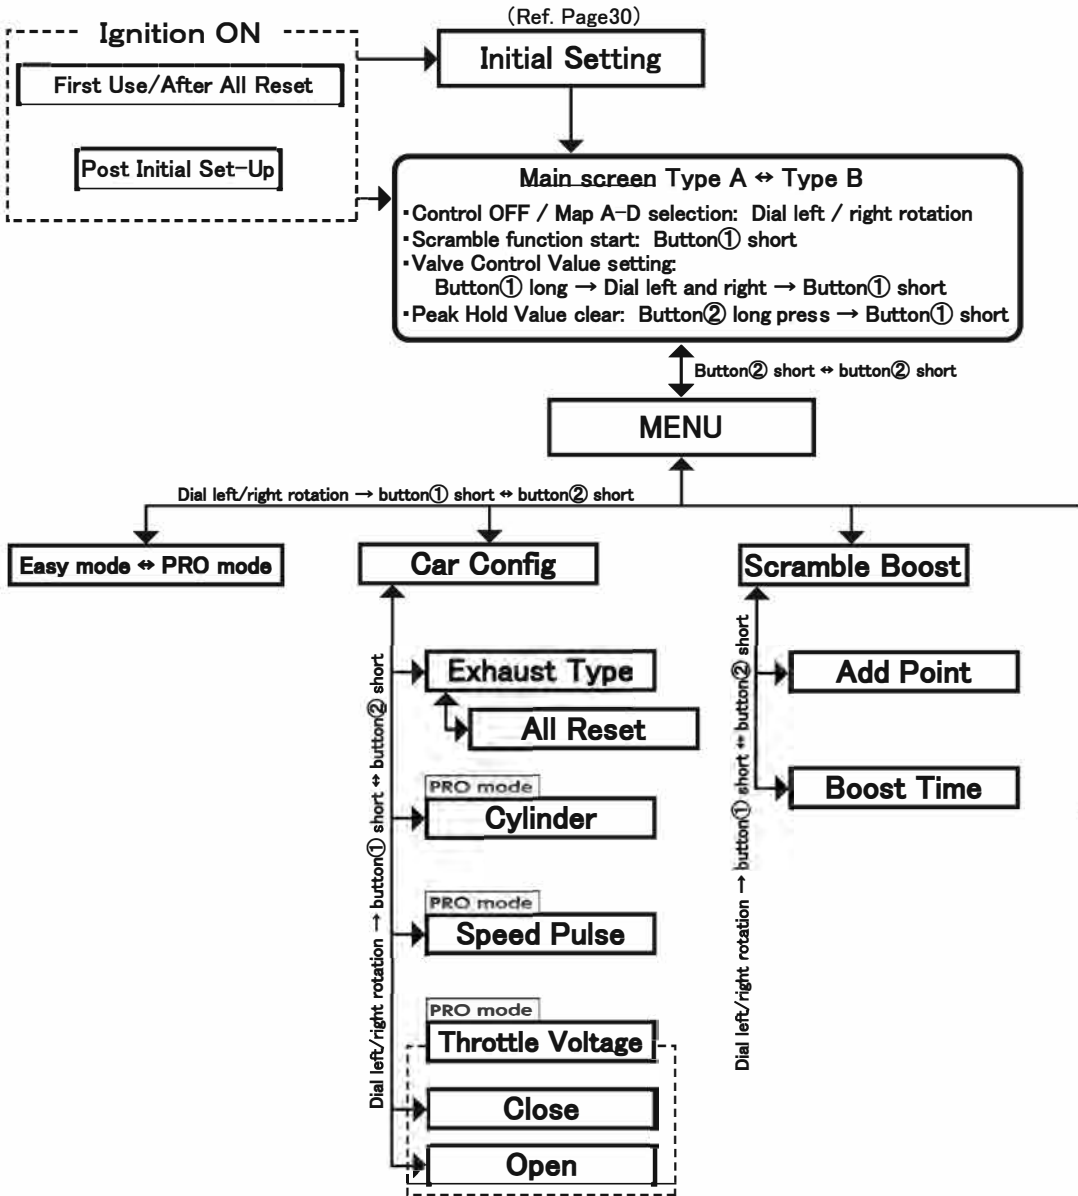 (Ref. Page30)
Ignition ON
Initial Setting
First Use/After All Reset
Post Initial Set-Up
Main screen Type A ↔ Type B
・Control OFF / Map A-D selection: Dial left / right rotation
・Scramble function start: Button① short
・Valve Control Value setting:
Button① long → Dial left and right → Button① short
・Peak Hold Value clear: Button② long press → Button① short
Button② short ↔ button② short
MENU
Dial left/right rotation → button① short ↔ button② short
Easy mode ↔ PRO mode
Car Config
Scramble Boost
Dial left/right rotation → button① short ↔ button② short
Exhaust Type
All Reset
PRO mode
Cylinder
PRO mode
Speed Pulse
PRO mode
Throttle Voltage
Close
Open
Dial left/right rotation → button① short ↔ button② short
Add Point
Boost Time